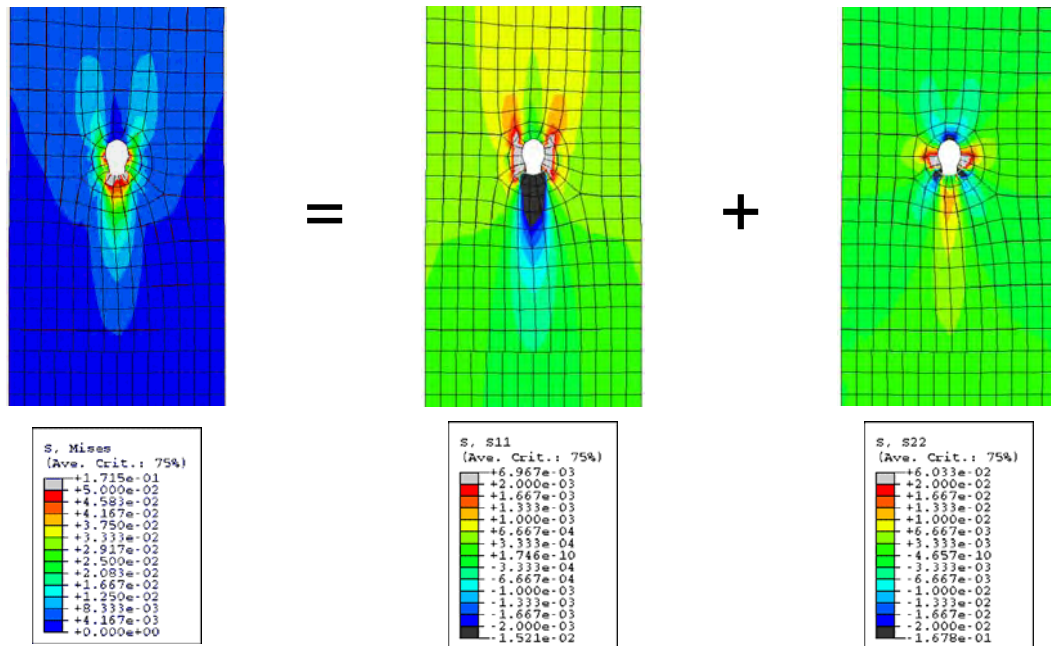 =
+
S, Mises
(Ave. Crit.: 75%)
+1.715e-01
+5.000e-02
+4.583e-02
+4.167e-02
+3.750e-02
+3.333e-02
+2.917e-02
+2.500e-02
+2.083e-02
+1.667e-02
+1.250e-02
+8.333e-03
+4.167e-03
+0.000e+00
S, S11
(Ave. Crit.: 75%)
+6.967e-03
+2.000e-03
+1.667e-03
+1.333e-03
+1.000e-03
+6.667e-04
+3.333e-04
+1.746e-10
-3.333e-04
-6.667e-04
-1.000e-03
-1.333e-03
-1.667e-03
-2.000e-03
-1.521e-02
S, S22
(Ave. Crit.: 75%)
+6.033e-02
+2.000e-02
+1.667e-02
+1.333e-02
+1.000e-02
+6.667e-03
+3.333e-03
-4.657e-10
-3.333e-03
-6.667e-03
-1.000e-02
-1.333e-02
-1.667e-02
-2.000e-02
-1.678e-01